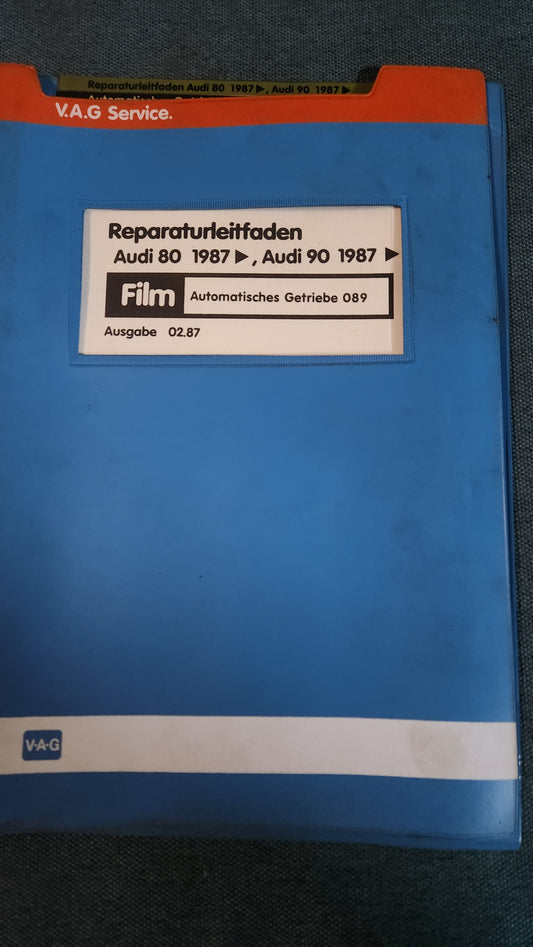 Reparaturleitfaden Audi 80 1987 ▶, Audi 90 1987 ▶
Automatisches
V.A.G Service.
Reparaturleitfaden
Audi 80 1987 ▶, Audi 90 1987 ▶
Film Automatisches Getriebe 089
Ausgabe 02.87
V·A·G